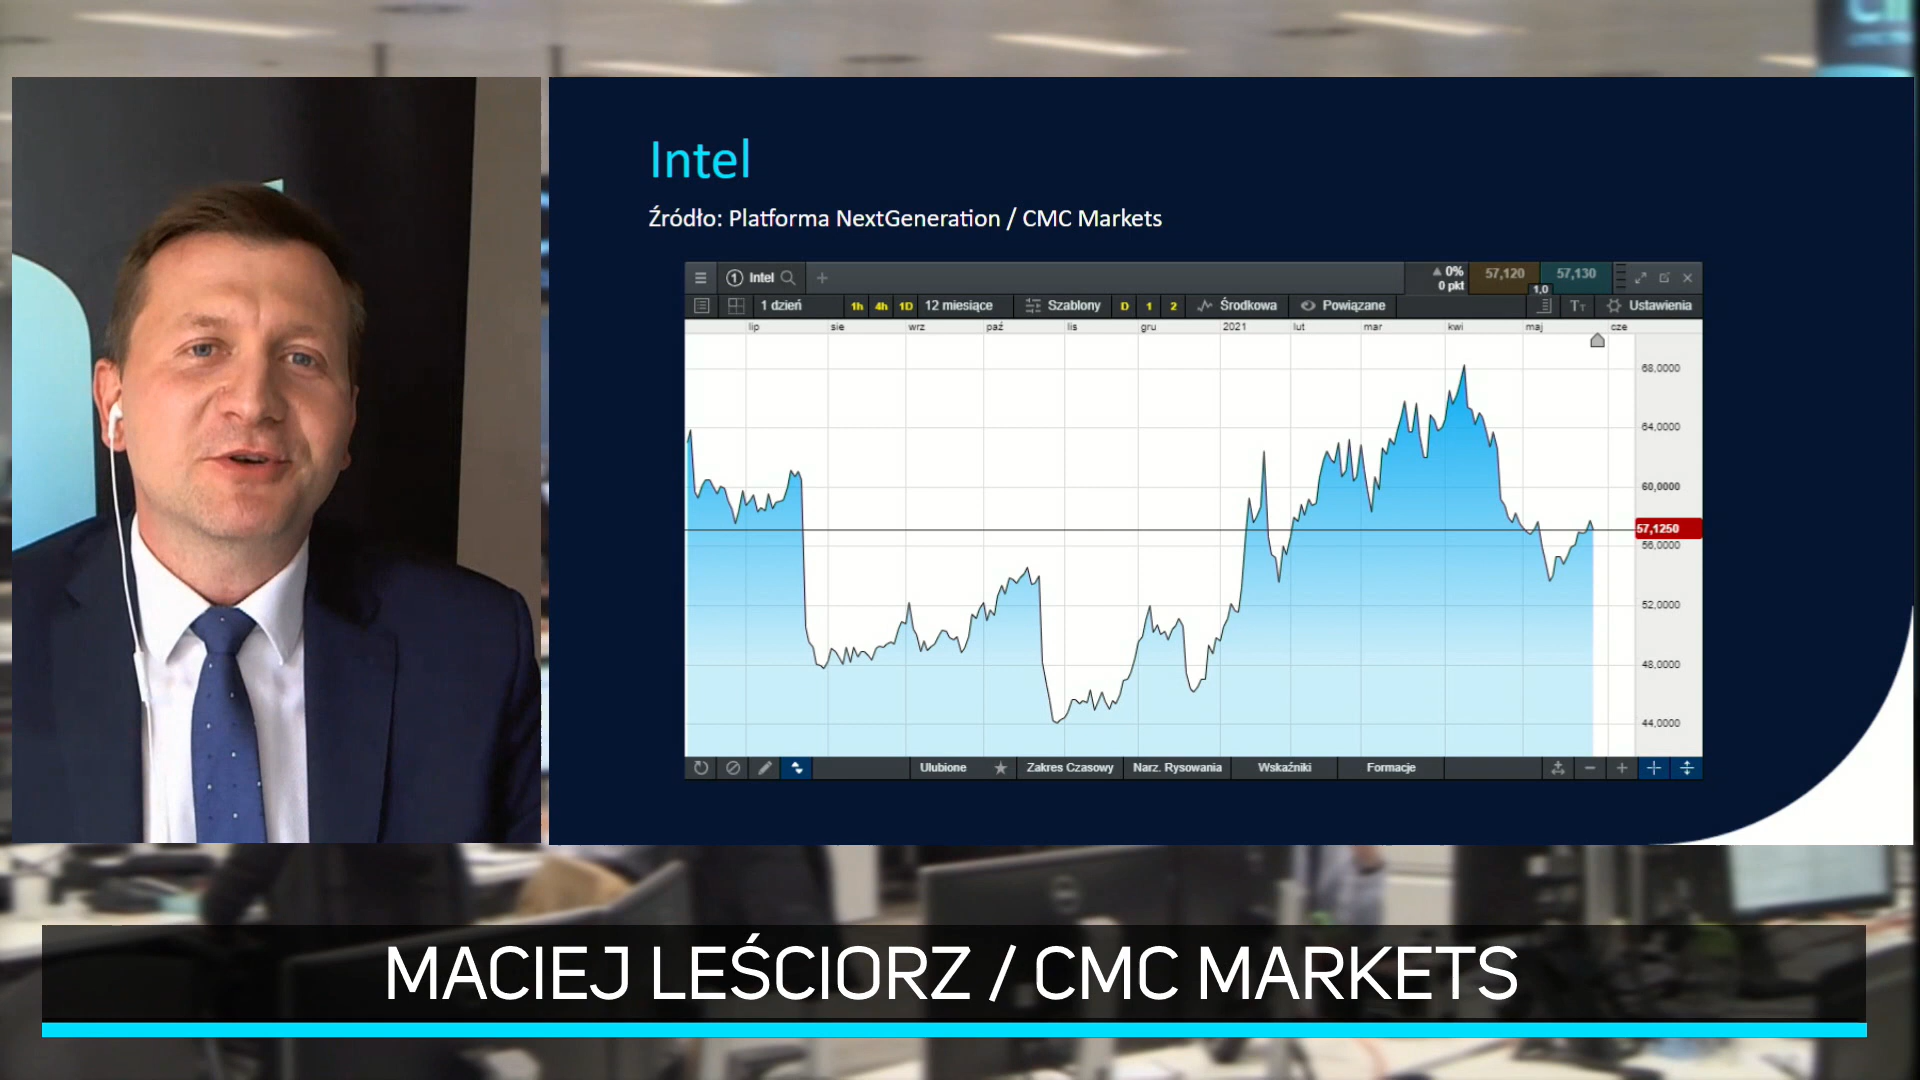 Intel
Źródło: Platforma NextGeneration / CMC Markets
1 Intel
0%
0 pkt
57,120
57,130
1,0
1 dzień 1h 4h 1D 12 miesiące Szablony D 1 2 Środkowa Powiązane Ustawienia
lip sie wrz paź lis gru 2021 lut mar kwi maj cze
68,0000
64,0000
60,0000
57,1250
56,0000
52,0000
48,0000
44,0000
Ulubione Zakres Czasowy Narz. Rysowania Wskaźniki Formacje
MACIEJ LEŚCIORZ / CMC MARKETS